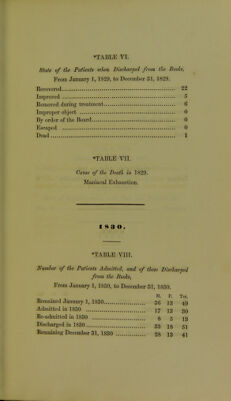 *TABLE VI.
State of the Patients when Discharged from the Books,
From January 1, 1829, to December 31, 1829.
Recovered ........ 22
Improved ........ 5
Removed during treatment ........ 6
Improper object ........ 0
By order of the Board ........ 0
Escaped ........ 0
Dead ........ 1
*TABLE VII.
Cause of the Death in 1829.
Maniacal Exhaustion.
1830.
*TABLE VIII.
Number of the Patients Admitted, and of those Discharged
from the Books,
From January 1, 1830, to December 31, 1830.
M. F. Tot.
Remained January 1, 1830 ........ 36 13 49
Admitted in 1830 ........ 17 13 30
Re-admitted in 1830 ........ 8 5 13
Discharged in 1830 ........ 33 18 51
Remaining December 31, 1830 ........ 28 13 41